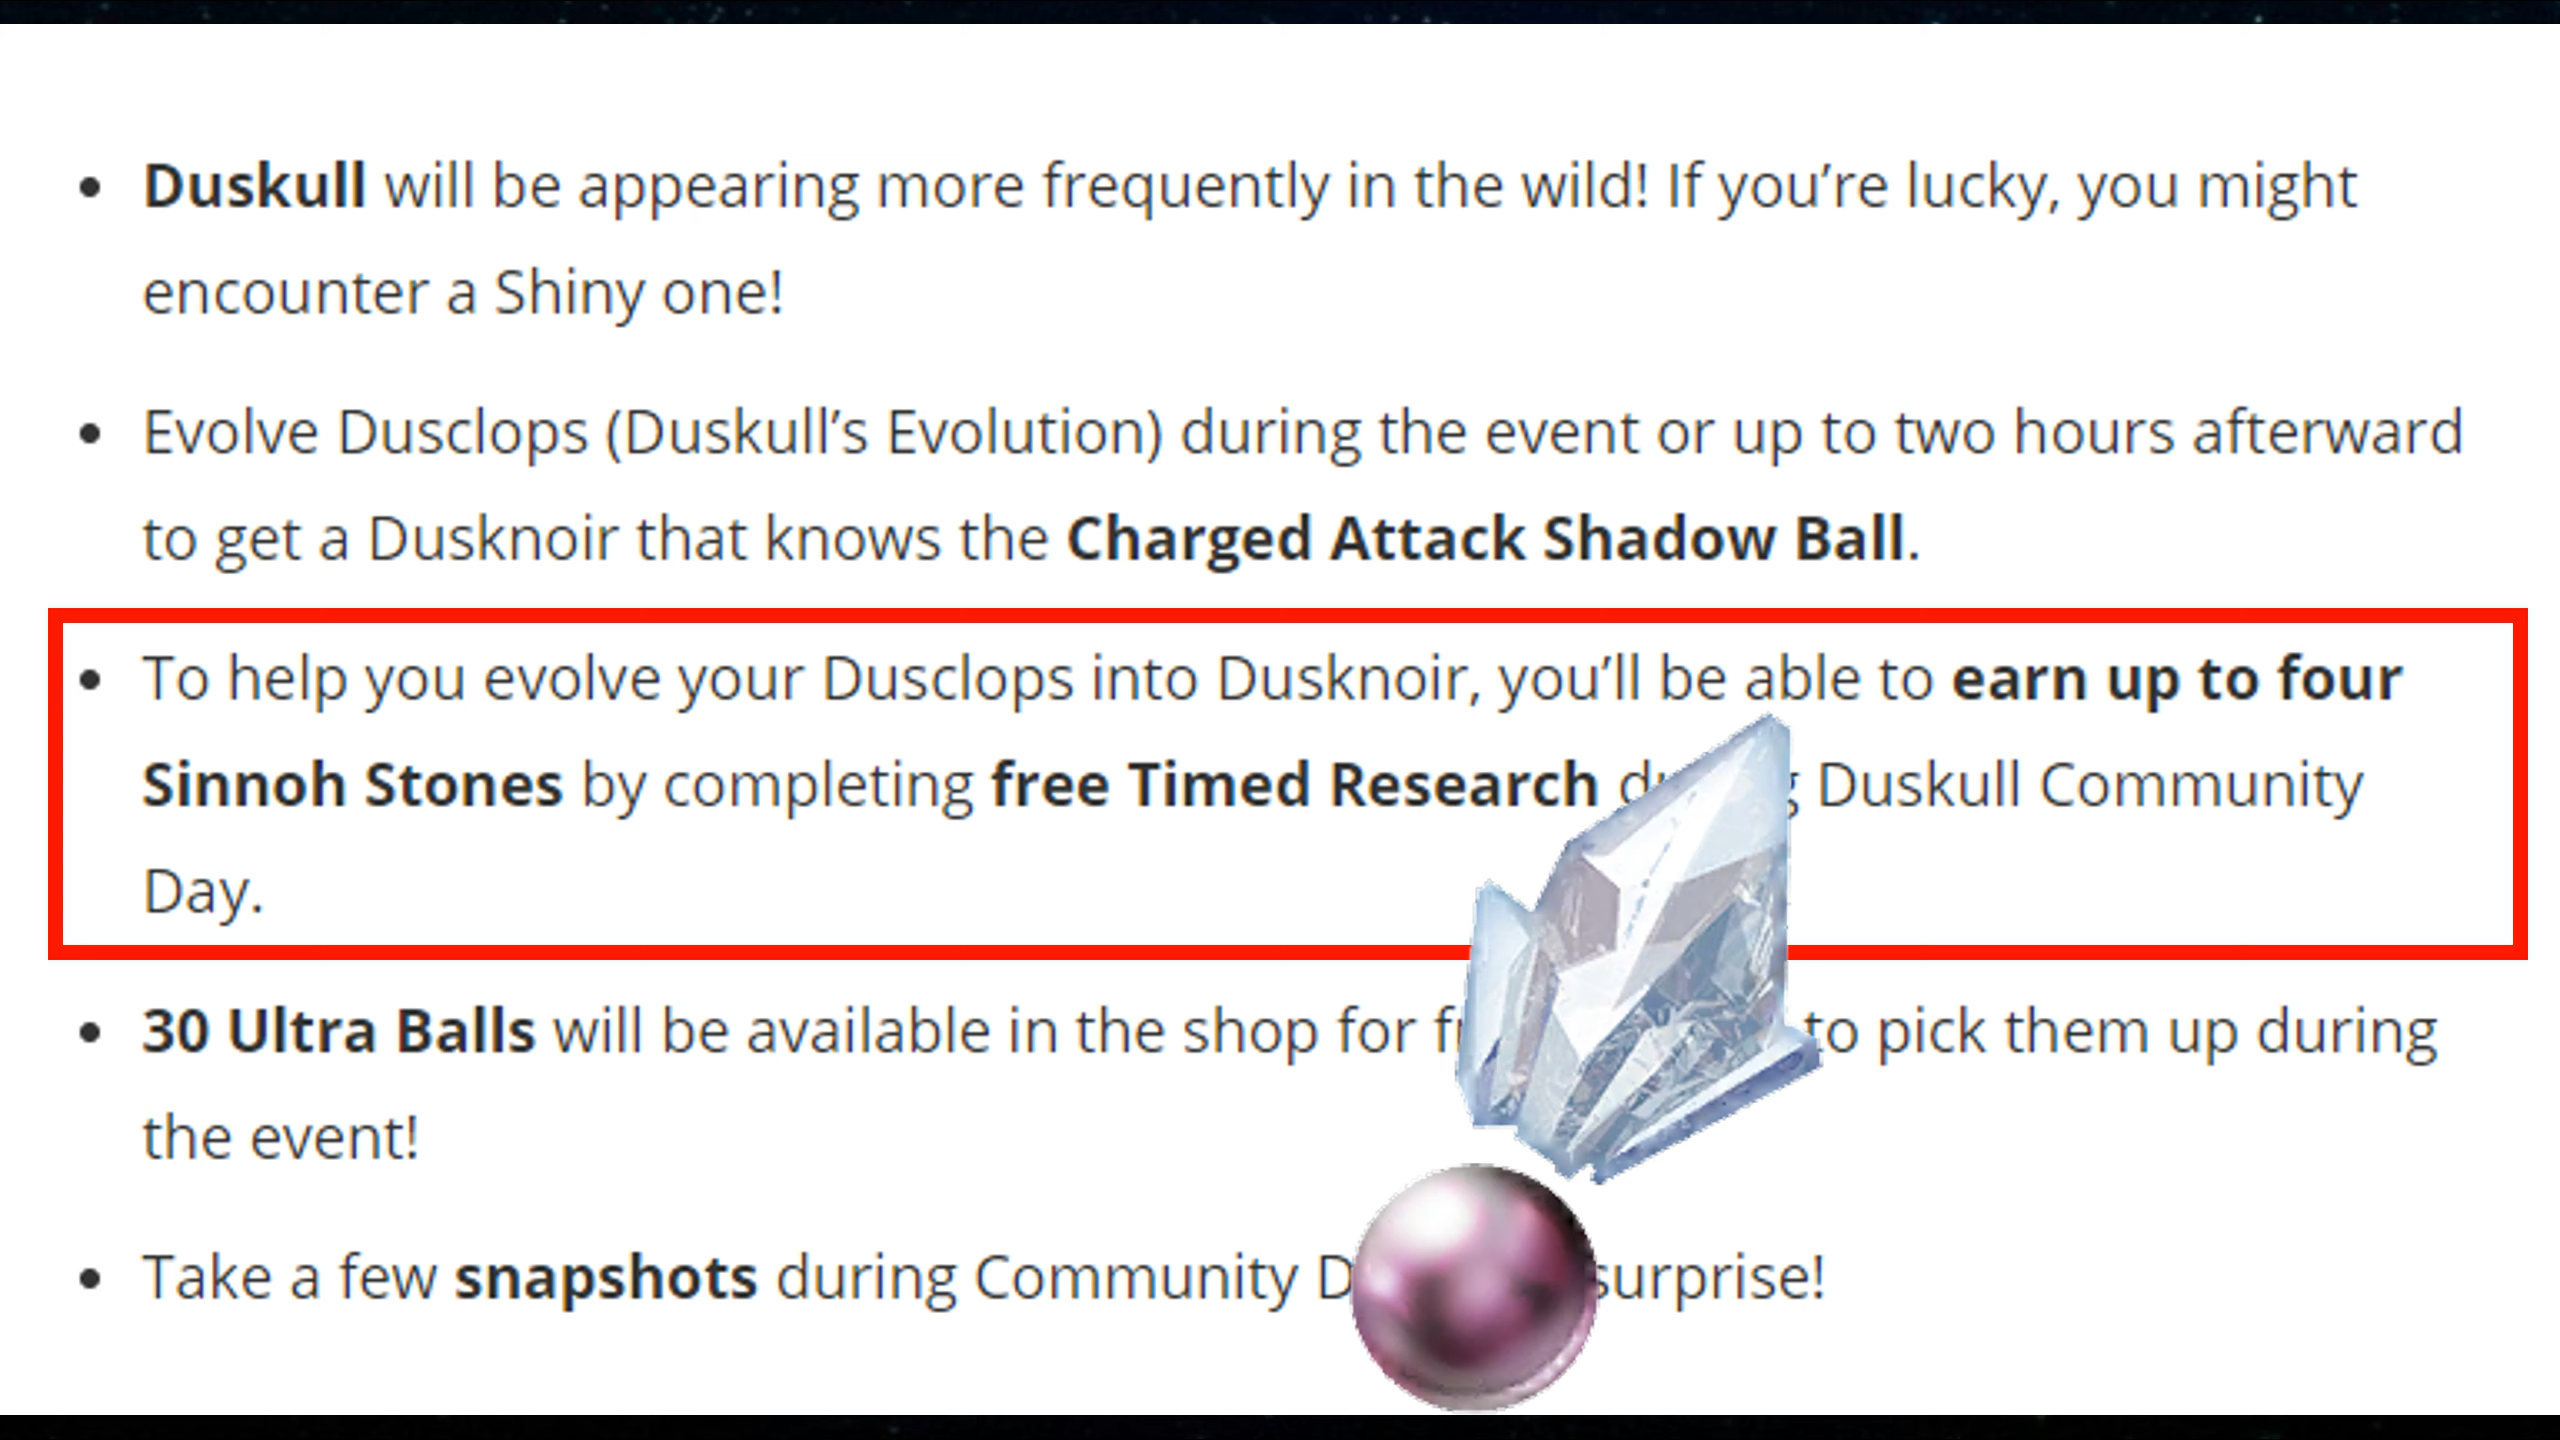 Duskull will be appearing more frequently in the wild! If you're lucky, you might
encounter a Shiny one!
Evolve Dusclops (Duskull's Evolution) during the event or up to two hours afterward
to get a Dusknoir that knows the Charged Attack Shadow Ball.
To help you evolve your Dusclops into Dusknoir, you'll be able to earn up to four
Sinnoh Stones by completing free Timed Research Duskull Community
Day.
30 Ultra Balls will be available in the shop for to pick them up during
the event!
Take a few snapshots during Community surprise!